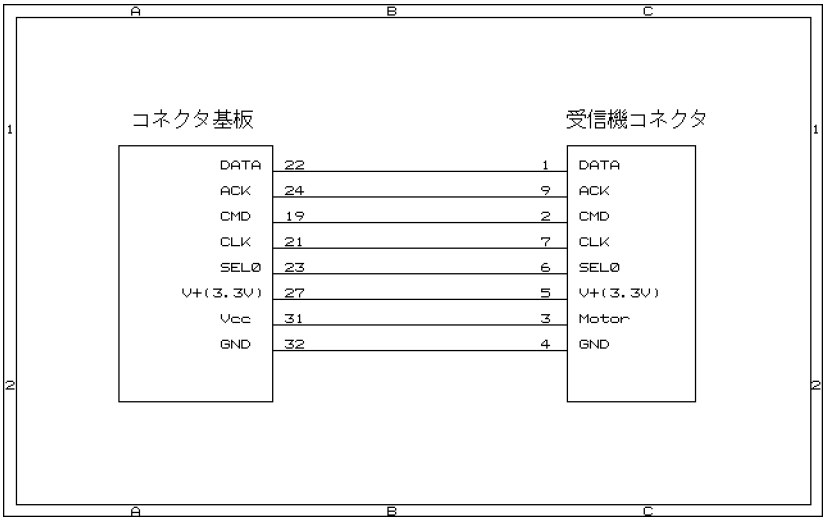 A B C
コネクタ基板 受信機コネクタ
1 1
DATA 22 1 DATA
ACK 24 9 ACK
CMD 19 2 CMD
CLK 21 7 CLK
SEL0 23 6 SEL0
V+(3.3V) 27 5 V+(3.3V)
Vcc 31 3 Motor
GND 32 4 GND
2 2
A B C